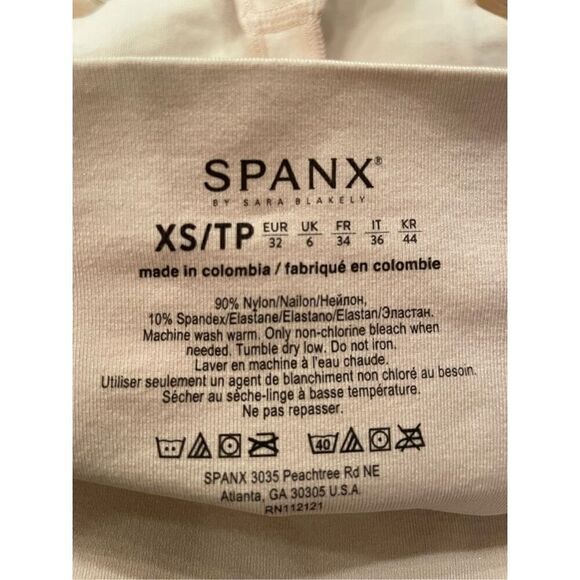 SPANX®
BY SARA BLAKELY
XS/TP EUR 32 UK 6 FR 34 IT 36 KR 44
made in colombia / fabriqué en colombie
90% Nylon/Nailon/Нейлон,
10% Spandex/Elastane/Elastano/Elastan/Эластан.
Machine wash warm. Only non-chlorine bleach when
needed. Tumble dry low. Do not iron.
Laver en machine à l'eau chaude.
Utiliser seulement un agent de blanchiment non chloré au besoin.
Sécher au sèche-linge à basse température.
Ne pas repasser.
40
SPANX 3035 Peachtree Rd NE
Atlanta, GA 30305 U.S.A.
RN112121